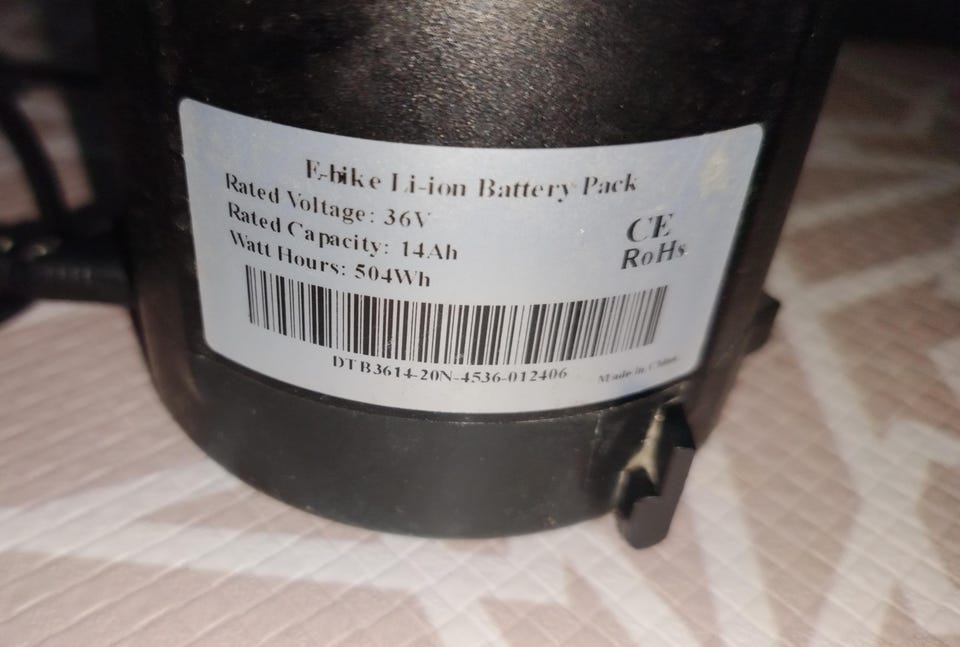 E-bike Li-ion Battery Pack
Rated Voltage: 36V
Rated Capacity: 14Ah
Watt Hours: 504Wh
CE
RoHs
DTB3614-20N-4536-012406
Made in China